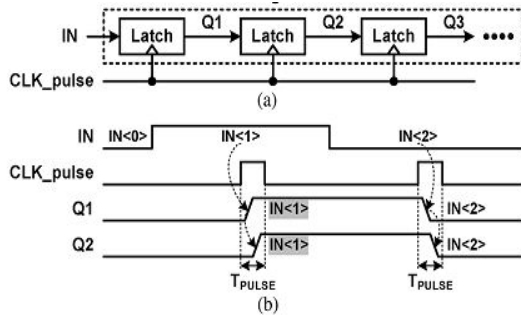 Q1 Q2 Q3
IN Latch Latch Latch
CLK_pulse
(a)
IN IN<0> IN<1> IN<2>
CLK_pulse
Q1 IN<1> IN<2>
Q2 IN<1> IN<2>
TPULSE TPULSE
(b)